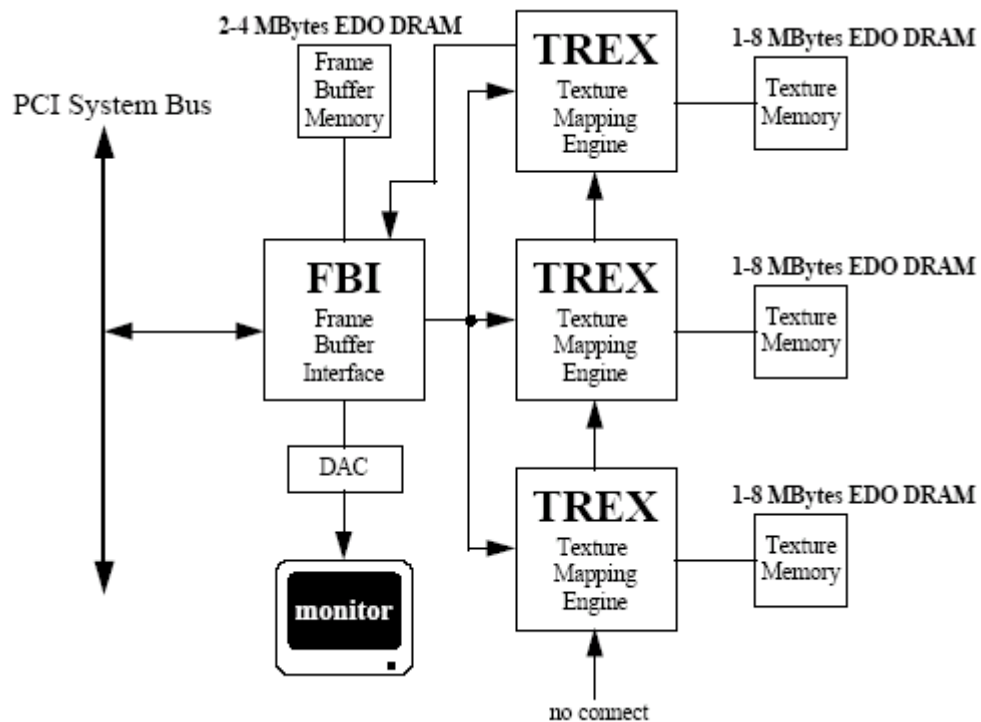 2-4 MBytes EDO DRAM
Frame
Buffer
Memory
TREX
Texture
Mapping
Engine
1-8 MBytes EDO DRAM
Texture
Memory
PCI System Bus
FBI
Frame
Buffer
Interface
TREX
Texture
Mapping
Engine
1-8 MBytes EDO DRAM
Texture
Memory
DAC
monitor
TREX
Texture
Mapping
Engine
1-8 MBytes EDO DRAM
Texture
Memory
no connect